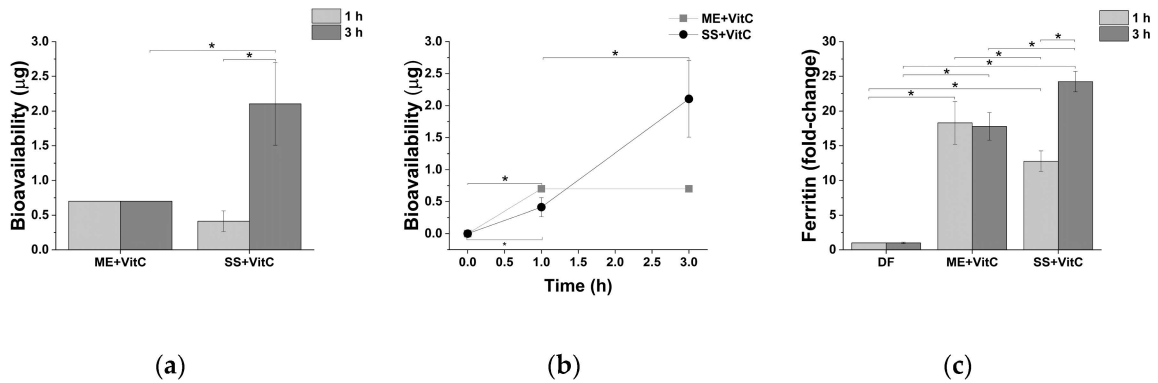 1 h
3 h
*
*
3.0
2.5
2.0
1.5
1.0
0.5
0.0
Bioavailability (µg)
ME+VitC SS+VitC
(a)
ME+VitC
SS+VitC
*
*
*
3.0
2.5
2.0
1.5
1.0
0.5
0.0
Bioavailability (µg)
0.0 0.5 1.0 1.5 2.0 2.5 3.0
Time (h)
(b)
1 h
3 h
*
*
*
*
*
*
*
30
25
20
15
10
5
0
Ferritin (fold-change)
DF ME+VitC SS+VitC
(c)